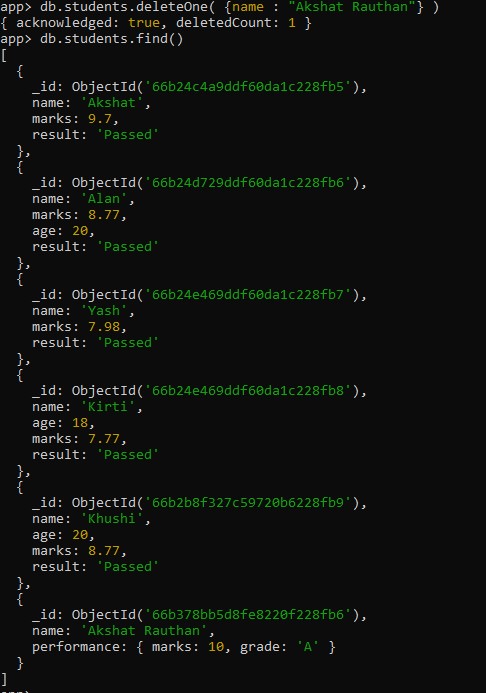 app> db.students.deleteOne( {name : "Akshat Rauthan"} )
{ acknowledged: true, deletedCount: 1 }
app> db.students.find()
[
  {
    _id: ObjectId('66b24c4a9ddf60da1c228fb5'),
    name: 'Akshat',
    marks: 9.7,
    result: 'Passed'
  },
  {
    _id: ObjectId('66b24d729ddf60da1c228fb6'),
    name: 'Alan',
    marks: 8.77,
    age: 20,
    result: 'Passed'
  },
  {
    _id: ObjectId('66b24e469ddf60da1c228fb7'),
    name: 'Yash',
    marks: 7.98,
    result: 'Passed'
  },
  {
    _id: ObjectId('66b24e469ddf60da1c228fb8'),
    name: 'Kirti',
    age: 18,
    marks: 7.77,
    result: 'Passed'
  },
  {
    _id: ObjectId('66b2b8f327c59720b6228fb9'),
    name: 'Khushi',
    age: 20,
    marks: 8.77,
    result: 'Passed'
  },
  {
    _id: ObjectId('66b378bb5d8fe8220f228fb6'),
    name: 'Akshat Rauthan',
    performance: { marks: 10, grade: 'A' }
  }
]